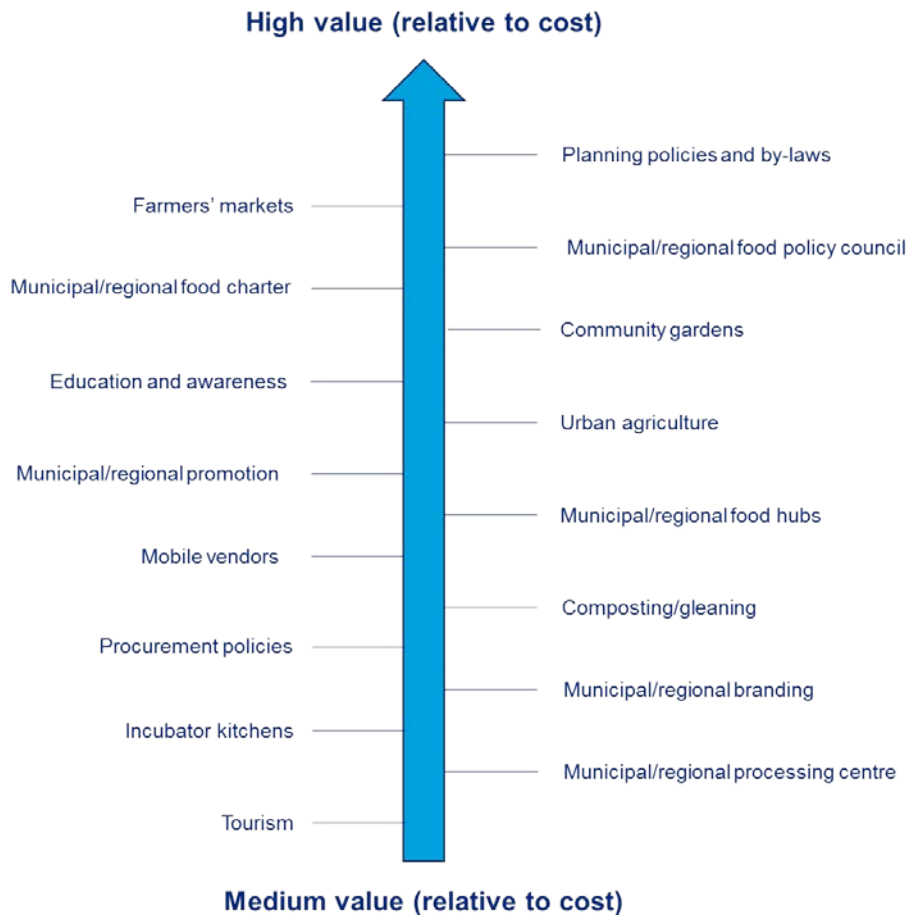 High value (relative to cost)
Planning policies and by-laws
Farmers’ markets
Municipal/regional food policy council
Municipal/regional food charter
Community gardens
Education and awareness
Urban agriculture
Municipal/regional promotion
Municipal/regional food hubs
Mobile vendors
Composting/gleaning
Procurement policies
Municipal/regional branding
Incubator kitchens
Municipal/regional processing centre
Tourism
Medium value (relative to cost)